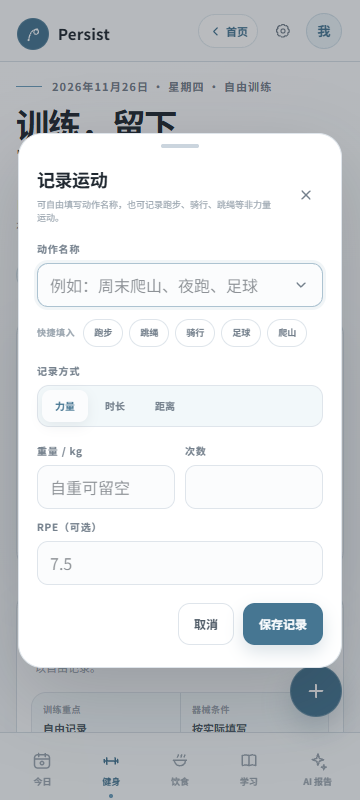 Persist
首页
我
2026年11月26日 · 星期四 · 自由训练
训练，留下
记录运动
可自由填写动作名称，也可记录跑步、骑行、跳绳等非力量
运动。
动作名称
例如：周末爬山、夜跑、足球
快捷填入 跑步 跳绳 骑行 足球 爬山
记录方式
力量 时长 距离
重量 / kg 次数
自重可留空
RPE（可选）
7.5
取消 保存记录
以自由记录。
训练重点 器械条件
自由记录 按实际填写
今日 健身 饮食 学习 AI 报告